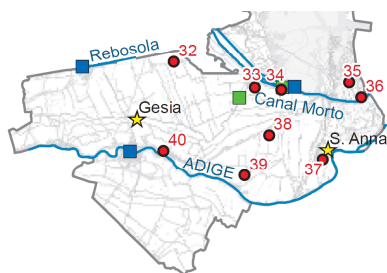 32
Rebosola
33 34
35
36
Gesia
Canal Morto
38
S. Anna
40
37
39
ADIGE